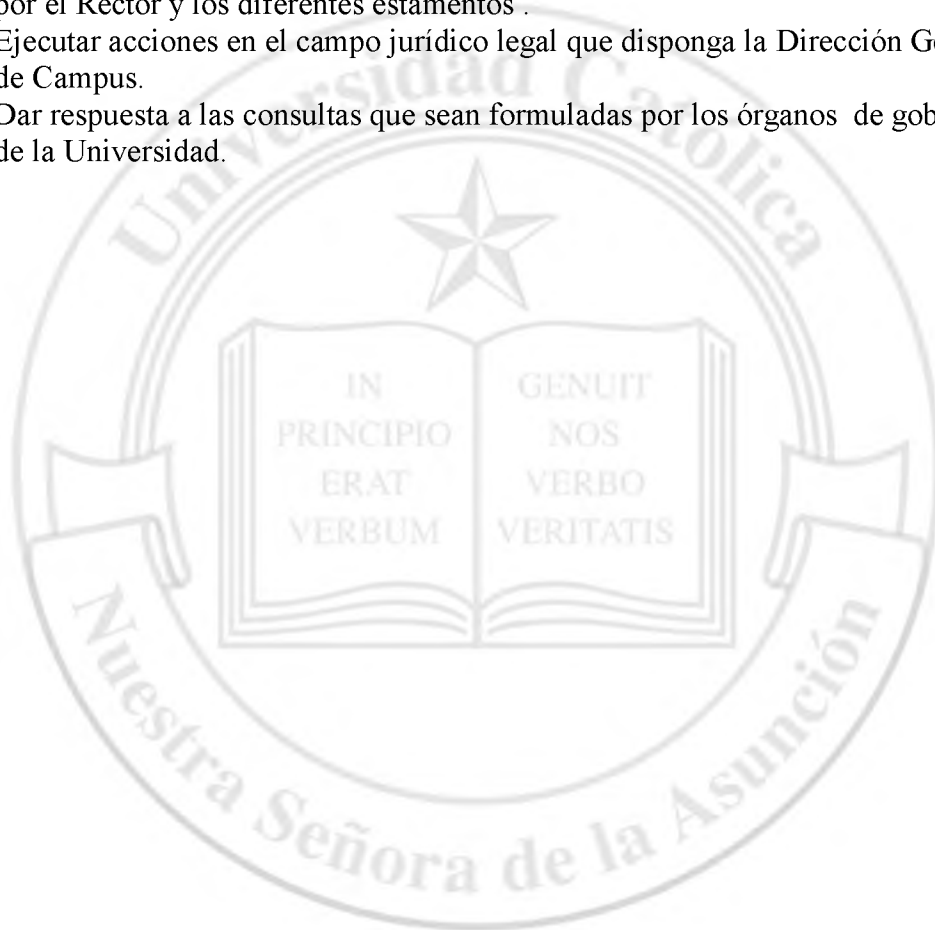 por el Rector y los diferentes estamentos .
Ejecutar acciones en el campo jurídico legal que disponga la Dirección Ge
de Campus.
Dar respuesta a las consultas que sean formuladas por los órganos de gob
de la Universidad.
Universidad Católica
IN
PRINCIPIO
ERAT
VERBUM
GENUIT
NOS
VERBO
VERITATIS
Nuestra Señora de la Asunción